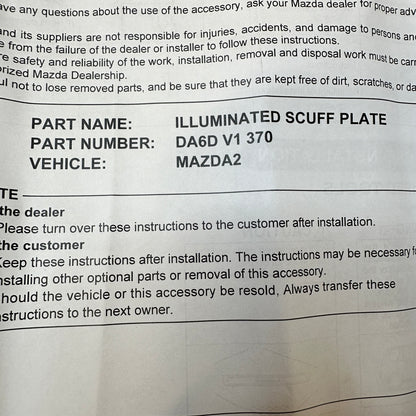 ave any questions about the use of the accessory, ask your Mazda dealer for proper adv
and its suppliers are not responsible for injuries, accidents, and damage to persons an
e from the failure of the dealer or installer to follow these instructions.
re safety and reliability of the work, installation, removal and disposal work must be carr
orized Mazda Dealership.
ul not to lose removed parts, and be sure that they are kept free of dirt, scratches, or da
PART NAME: ILLUMINATED SCUFF PLATE
PART NUMBER: DA6D V1 370
VEHICLE: MAZDA2
TE
the dealer
Please turn over these instructions to the customer after installation.
the customer
Keep these instructions after installation. The instructions may be necessary fo
nstalling other optional parts or removal of this accessory.
hould the vehicle or this accessory be resold, Always transfer these
structions to the next owner.